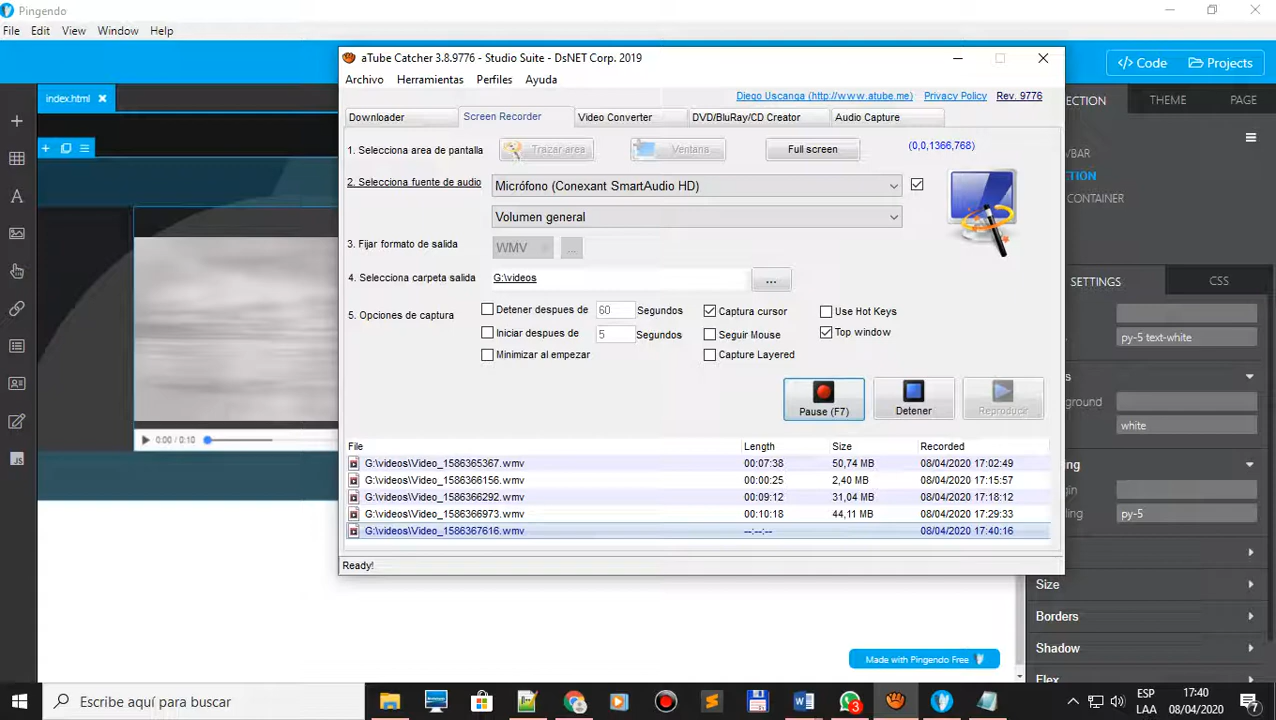 Pingendo
File Edit View Window Help
Code Projects
index.html
THEME PAGE
aTube Catcher 3.8.9776 - Studio Suite - DsNET Corp. 2019
Archivo Herramientas Perfiles Ayuda
Diego Uscanga (http://www.atube.me) Privacy Policy Rev. 9776
Downloader Screen Recorder Video Converter DVD/BluRay/CD Creator Audio Capture
1. Selecciona area de pantalla Trazar area Ventana Full screen (0,0,1366,768)
2. Selecciona fuente de audio Micrófono (Conexant SmartAudio HD)
Volumen general
3. Fijar formato de salida WMV ...
4. Selecciona carpeta salida G:\videos ...
5. Opciones de captura
Detener despues de 60 Segundos Captura cursor Use Hot Keys
Iniciar despues de 5 Segundos Seguir Mouse Top window
Minimizar al empezar Capture Layered
Pause (F7) Detener Reproducir
File Length Size Recorded
G:\videos\Video_1586365367.wmv 00:07:38 50,74 MB 08/04/2020 17:02:49
G:\videos\Video_1586366156.wmv 00:00:25 2,40 MB 08/04/2020 17:15:57
G:\videos\Video_1586366292.wmv 00:09:12 31,04 MB 08/04/2020 17:18:12
G:\videos\Video_1586366973.wmv 00:10:18 44,11 MB 08/04/2020 17:29:33
G:\videos\Video_1586367616.wmv --:--:-- 08/04/2020 17:40:16
Ready!
0:00 / 0:10
ECTION
VBAR
CTION
CONTAINER
SETTINGS CSS
py-5 text-white
s
ground
white
ing
gin
ling py-5
Size
Borders
Shadow
Flex
Made with Pingendo Free
Escribe aquí para buscar
3
ESP
LAA
17:40
08/04/2020
7